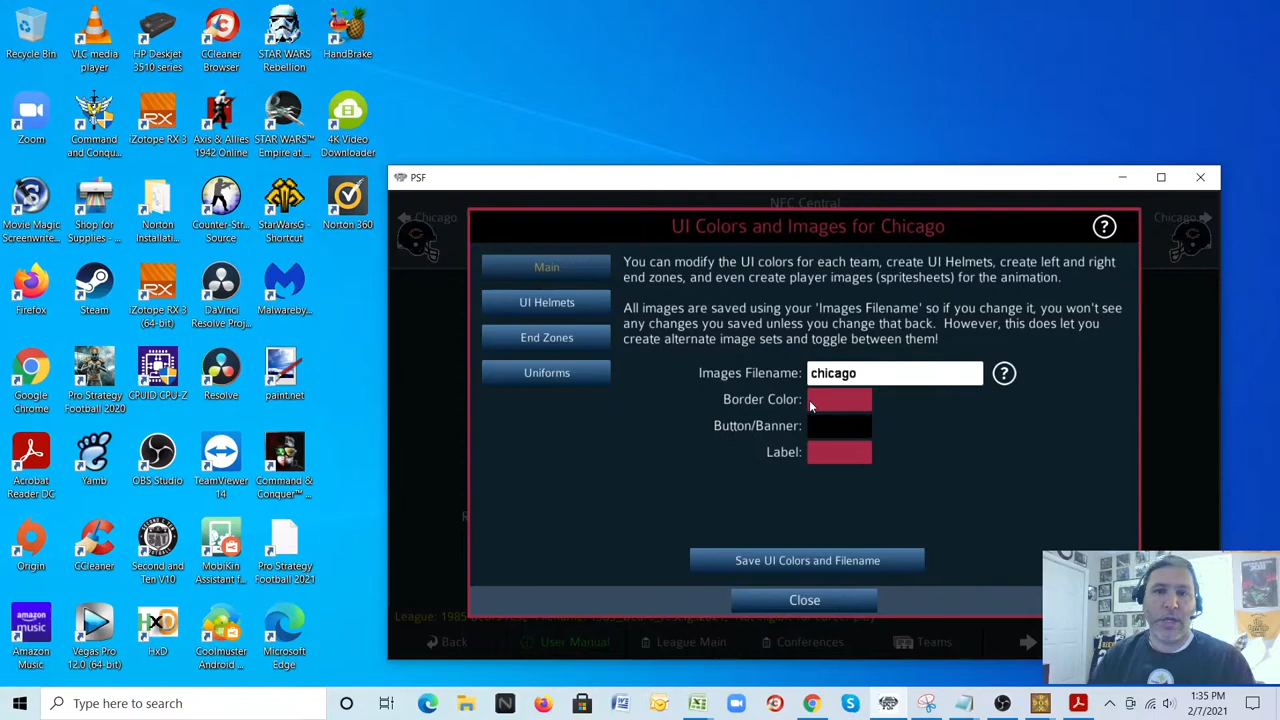 Recycle Bin
VLC media player
HP Deskjet 3510 series
CCleaner Browser
STAR WARS Rebellion
HandBrake
Zoom
Command and Conqu...
iZotope RX 3
Axis & Allies 1942 Online
STAR WARS™ Empire at ...
4K Video Downloader
Movie Magic Screenwrite...
Shop for Supplies - ...
Norton Installati...
Counter-Str... Source
StarWarsG - Shortcut
Norton 360
Firefox
Steam
iZotope RX 3 (64-bit)
DaVinci Resolve Proj...
Malwareby...
Google Chrome
Pro Strategy Football 2020
CPUID CPU-Z
Resolve
paint.net
Acrobat Reader DC
Yamb
OBS Studio
TeamViewer 14
Command & Conquer™ ...
Origin
CCleaner
Second and Ten V10
MobiKin Assistant f...
Pro Strategy Football 2021
Amazon Music
Vegas Pro 12.0 (64-bit)
HxD
Coolmuster Android ...
Microsoft Edge
PSF
NFC Central
Chicago
Chicago
UI Colors and Images for Chicago
?
Main
UI Helmets
End Zones
Uniforms
You can modify the UI colors for each team, create UI Helmets, create left and right
end zones, and even create player images (spritesheets) for the animation.
All images are saved using your 'Images Filename' so if you change it, you won't see
any changes you saved unless you change that back. However, this does let you
create alternate image sets and toggle between them!
Images Filename: chicago ?
Border Color:
Button/Banner:
Label:
Save UI Colors and Filename
Close
Back
User Manual
League Main
Conferences
Teams
Type here to search
1:35 PM
2/7/2021